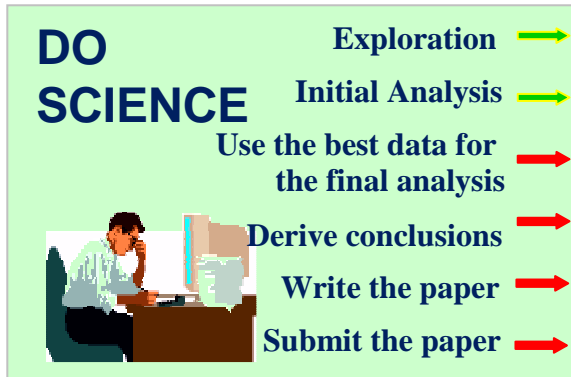 DO
SCIENCE
Exploration
Initial Analysis
Use the best data for
the final analysis
Derive conclusions
Write the paper
Submit the paper